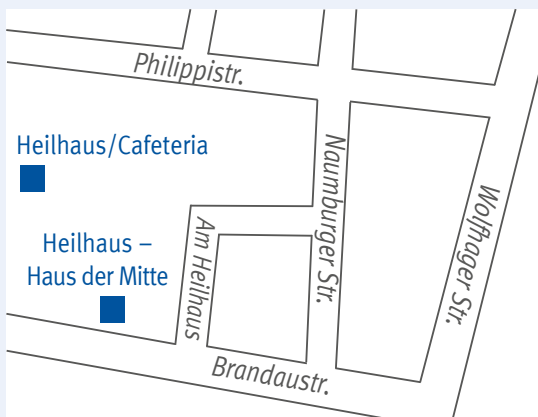 Philippistr.
Heilhaus/Cafeteria
Naumburger Str.
Wolfhager Str.
Am Heilhaus
Heilhaus –
Haus der Mitte
Brandaustr.